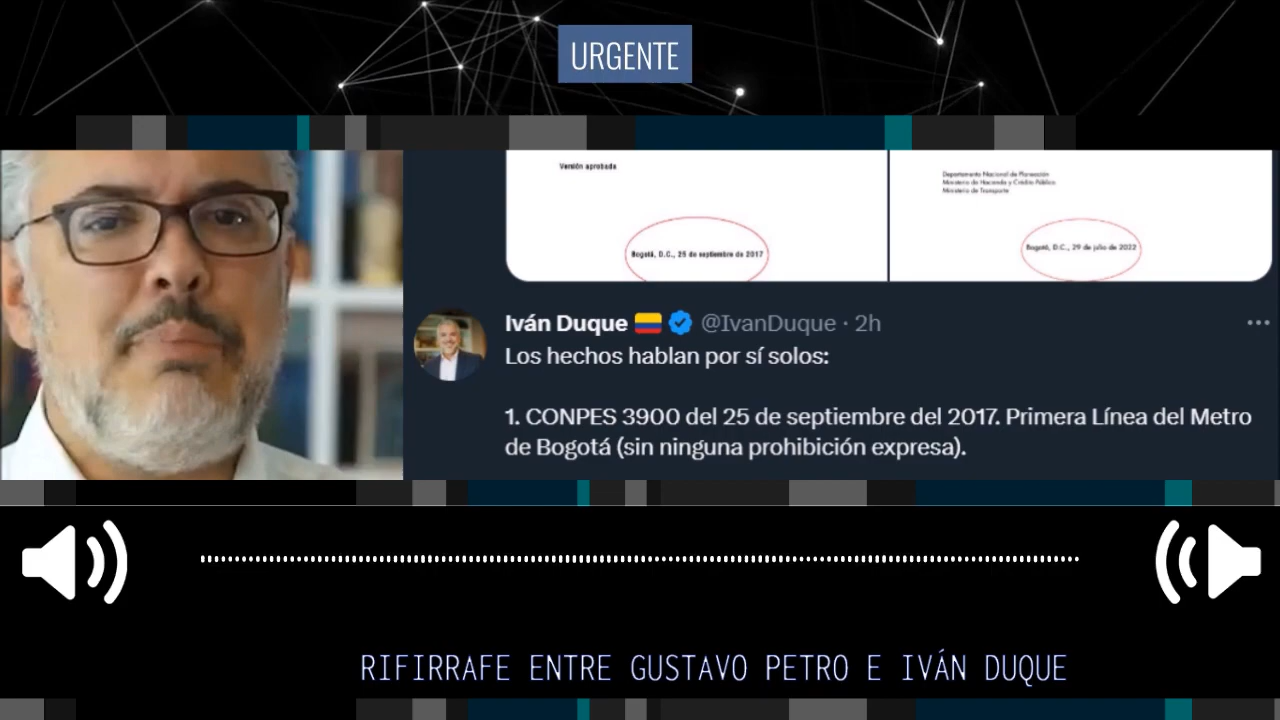 URGENTE
Versión aprobada
Bogotá, D.C., 25 de septiembre de 2017
Departamento Nacional de Planeación
Ministerio de Hacienda y Crédito Público
Ministerio de Transporte
Bogotá, D.C., 29 de julio de 2022
Iván Duque @IvanDuque · 2h
Los hechos hablan por sí solos:
1. CONPES 3900 del 25 de septiembre del 2017. Primera Línea del Metro
de Bogotá (sin ninguna prohibición expresa).
RIFIRRAFE ENTRE GUSTAVO PETRO E IVÁN DUQUE